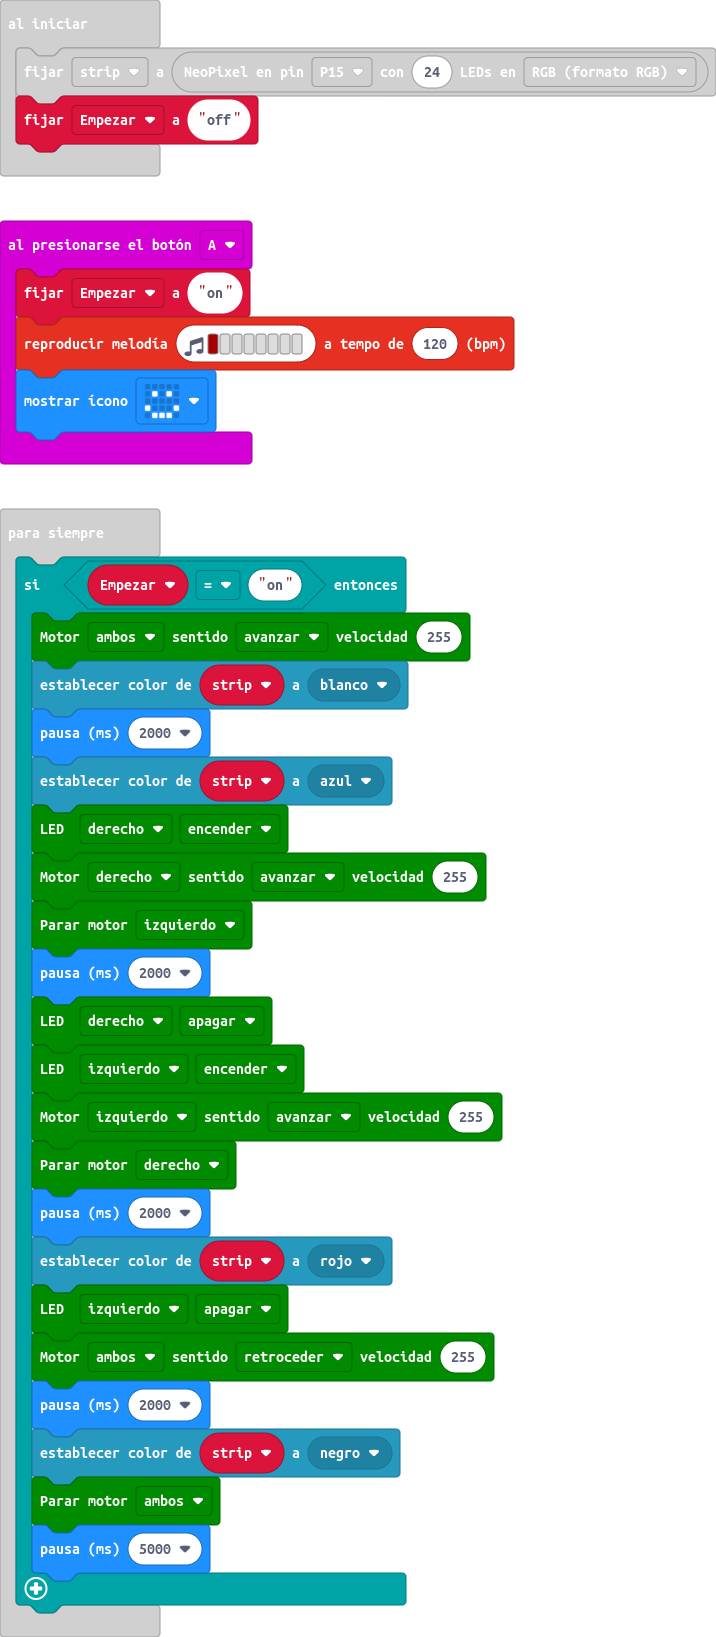 al iniciar
fijar strip a NeoPixel en pin P15 con 24 LEDs en RGB (formato RGB)
fijar Empezar a "off"
al presionarse el botón A
fijar Empezar a "on"
reproducir melodía a tempo de 120 (bpm)
mostrar ícono
para siempre
si Empezar = "on" entonces
Motor ambos sentido avanzar velocidad 255
establecer color de strip a blanco
pausa (ms) 2000
establecer color de strip a azul
LED derecho encender
Motor derecho sentido avanzar velocidad 255
Parar motor izquierdo
pausa (ms) 2000
LED derecho apagar
LED izquierdo encender
Motor izquierdo sentido avanzar velocidad 255
Parar motor derecho
pausa (ms) 2000
establecer color de strip a rojo
LED izquierdo apagar
Motor ambos sentido retroceder velocidad 255
pausa (ms) 2000
establecer color de strip a negro
Parar motor ambos
pausa (ms) 5000